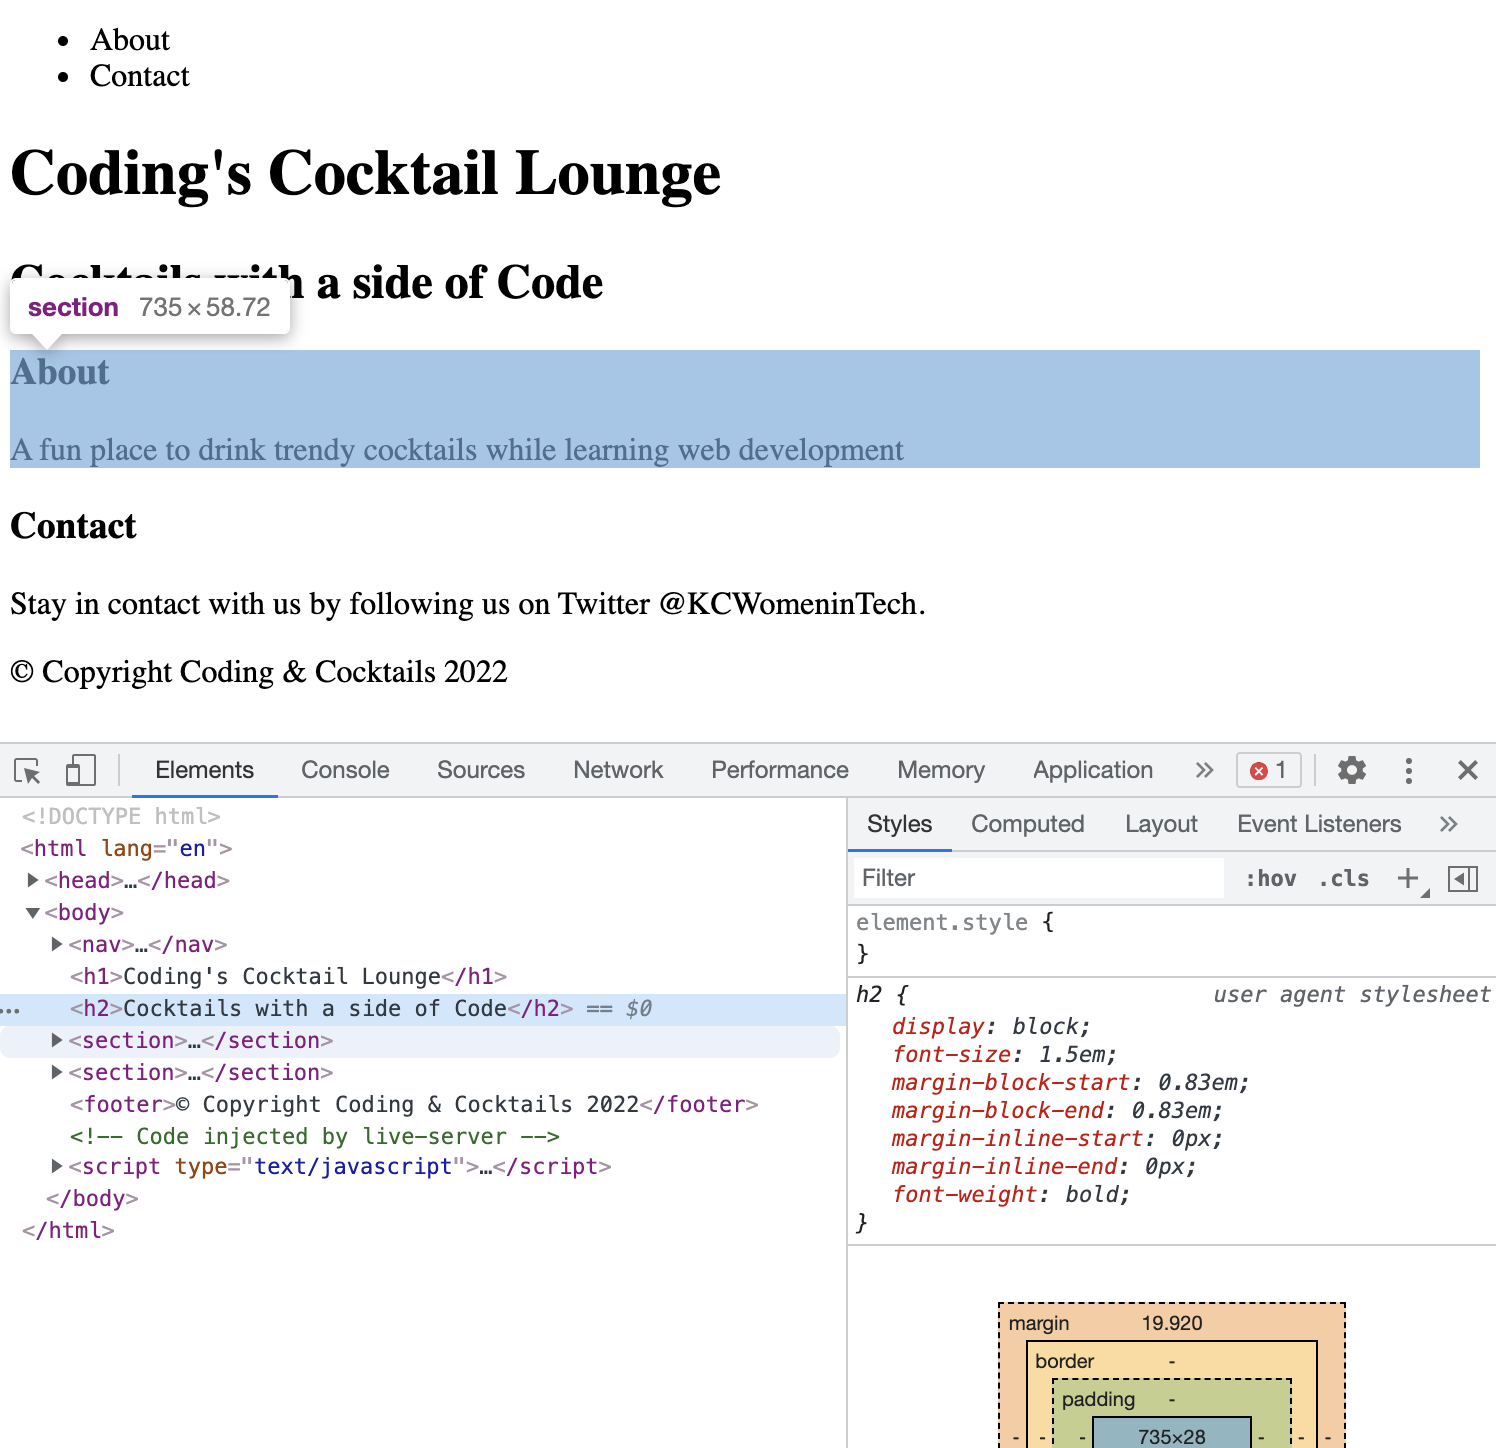 About
Contact
Coding's Cocktail Lounge
Cocktails with a side of Code
section 735 × 58.72
About
A fun place to drink trendy cocktails while learning web development
Contact
Stay in contact with us by following us on Twitter @KCWomeninTech.
© Copyright Coding & Cocktails 2022
Elements Console Sources Network Performance Memory Application » 1
<!DOCTYPE html>
<html lang="en">
<head>…</head>
<body>
<nav>…</nav>
<h1>Coding's Cocktail Lounge</h1>
<h2>Cocktails with a side of Code</h2> == $0
<section>…</section>
<section>…</section>
<footer>© Copyright Coding & Cocktails 2022</footer>
<!-- Code injected by live-server -->
<script type="text/javascript">…</script>
</body>
</html>
Styles Computed Layout Event Listeners »
Filter :hov .cls +
element.style {
}
h2 { user agent stylesheet
display: block;
font-size: 1.5em;
margin-block-start: 0.83em;
margin-block-end: 0.83em;
margin-inline-start: 0px;
margin-inline-end: 0px;
font-weight: bold;
}
margin 19.920
border -
padding -
- - - 735×28 - - -